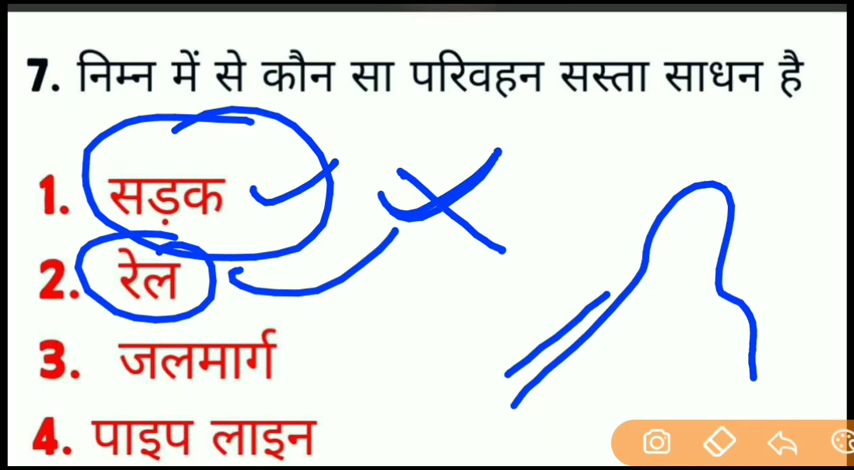 7. निम्न में से कौन सा परिवहन सस्ता साधन है
1. सड़क
2. रेल
3. जलमार्ग
4. पाइप लाइन